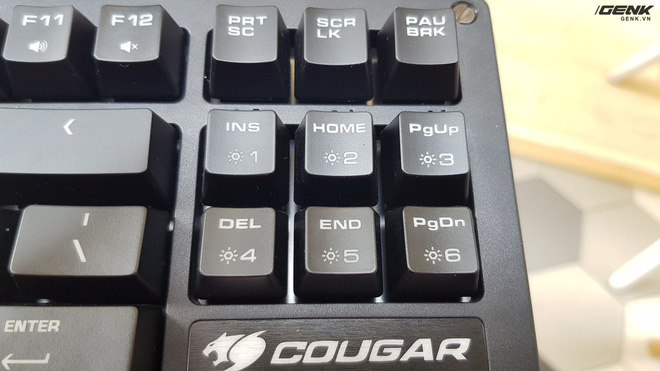 GENK
GENK.VN
F11
F12
PRT
SC
SCR
LK
PAU
BRK
INS
1
HOME
2
PgUp
3
\
DEL
4
END
5
PgDn
6
ENTER
COUGAR